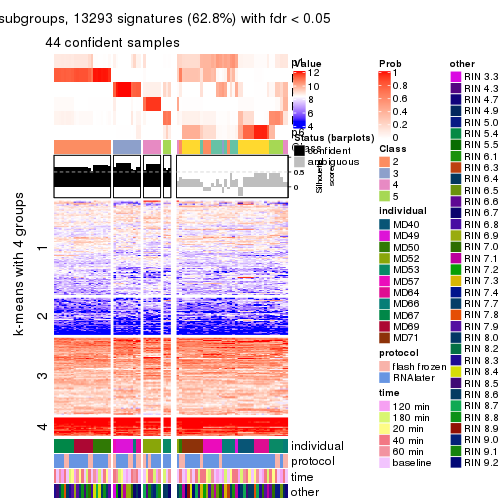 subgroups, 13293 signatures (62.8%) with fdr < 0.05
44 confident samples
k-means with 4 groups
1
2
3
4
individual
protocol
time
other
Value
12
10
8
6
4
Status (barplots)
confident
ambiguous
0.5
0
Silhouette
score
Prob
1
0.8
0.6
0.4
0.2
0
Class
2
3
4
5
individual
MD40
MD49
MD50
MD52
MD53
MD57
MD64
MD66
MD67
MD69
MD71
protocol
flash frozen
RNAlater
time
120 min
180 min
20 min
40 min
60 min
baseline
other
RIN 3.3
RIN 4.3
RIN 4.7
RIN 4.9
RIN 5.0
RIN 5.4
RIN 5.5
RIN 6.1
RIN 6.3
RIN 6.4
RIN 6.5
RIN 6.6
RIN 6.7
RIN 6.8
RIN 6.9
RIN 7.0
RIN 7.1
RIN 7.2
RIN 7.3
RIN 7.4
RIN 7.7
RIN 7.8
RIN 7.9
RIN 8.0
RIN 8.2
RIN 8.3
RIN 8.4
RIN 8.5
RIN 8.6
RIN 8.7
RIN 8.8
RIN 8.9
RIN 9.0
RIN 9.1
RIN 9.2